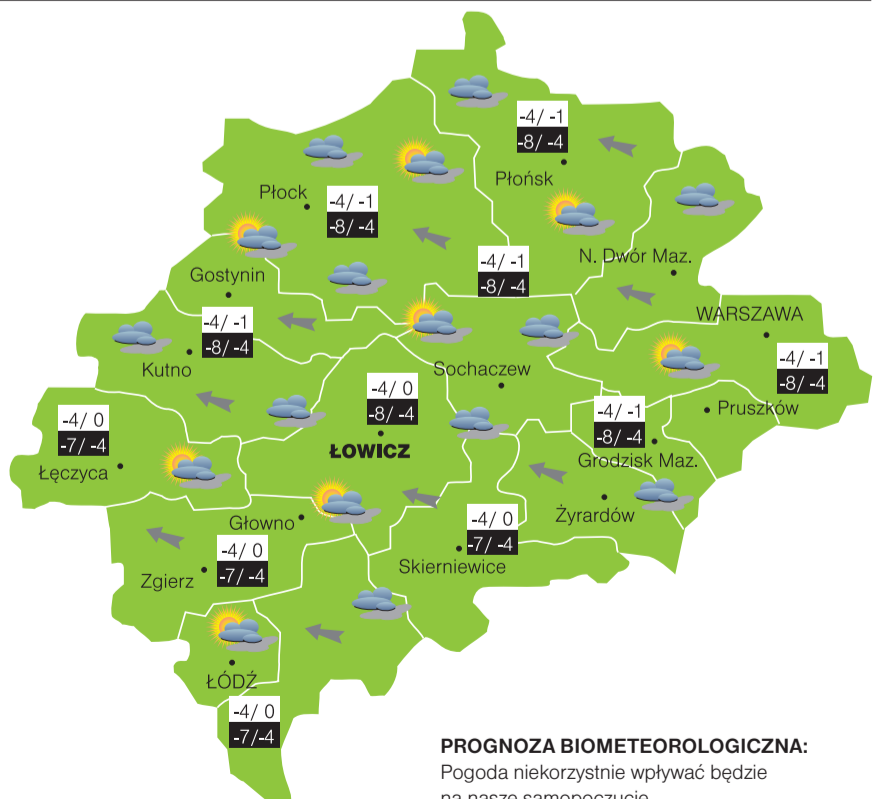 -4/ -1
-8/ -4
Płońsk
Płock
-4/ -1
-8/ -4
-4/ -1
-8/ -4
N. Dwór Maz.
Gostynin
-4/ -1
-8/ -4
Kutno
WARSZAWA
-4/ -1
-8/ -4
Sochaczew
-4/ 0
-8/ -4
ŁOWICZ
-4/ -1
-8/ -4
Pruszków
Grodzisk Maz.
-4/ 0
-7/ -4
Łęczyca
Żyrardów
Głowno
-4/ 0
-7/ -4
Skierniewice
-4/ 0
-7/ -4
Zgierz
ŁÓDŹ
-4/ 0
-7/-4
PROGNOZA BIOMETEOROLOGICZNA:
Pogoda niekorzystnie wpływać będzie
na nasze samopoczucie